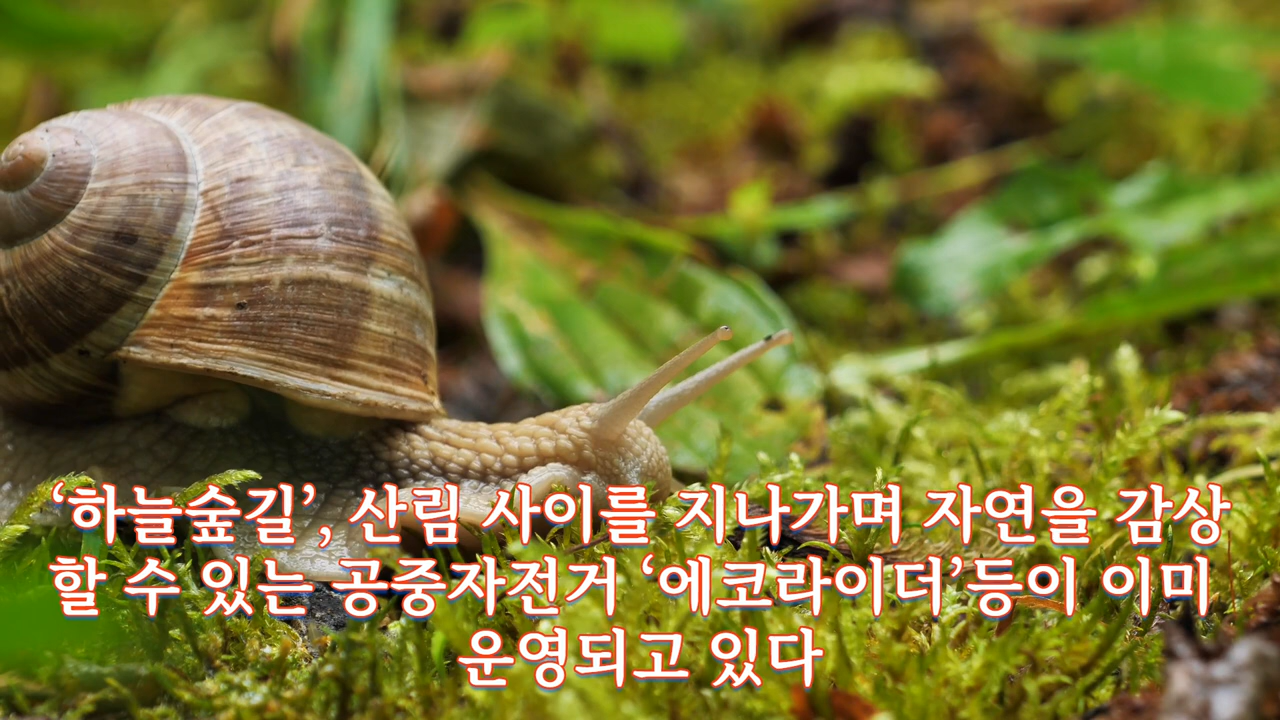 ‘하늘숲길’, 산림 사이를 지나가며 자연을 감상
할 수 있는 공중자전거 ‘에코라이더’등이 이미
운영되고 있다